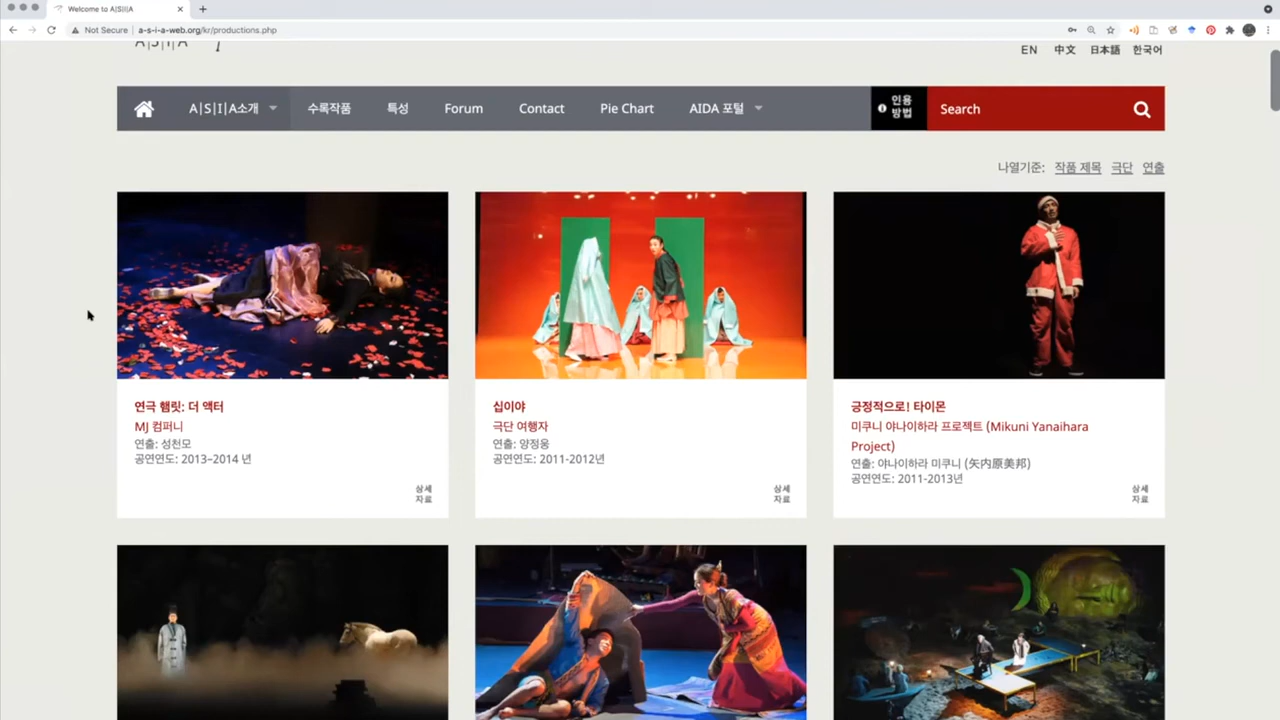 Welcome to A|S|I|A
Not Secure | a-s-i-a-web.org/kr/productions.php
A|S|I|A
EN 中文 日本語 한국어
A|S|I|A소개 수록작품 특성 Forum Contact Pie Chart AIDA 포털 인용 방법 Search
나열기준: 작품 제목 극단 연출
연극 햄릿: 더 액터
MJ 컴퍼니
연출: 성천모
공연연도: 2013–2014 년
상세
자료
십이야
극단 여행자
연출: 양정웅
공연연도: 2011-2012년
상세
자료
긍정적으로! 타이몬
미쿠니 야나이하라 프로젝트 (Mikuni Yanaihara
Project)
연출: 야나이하라 미쿠니 (矢内原美邦)
공연연도: 2011-2013년
상세
자료